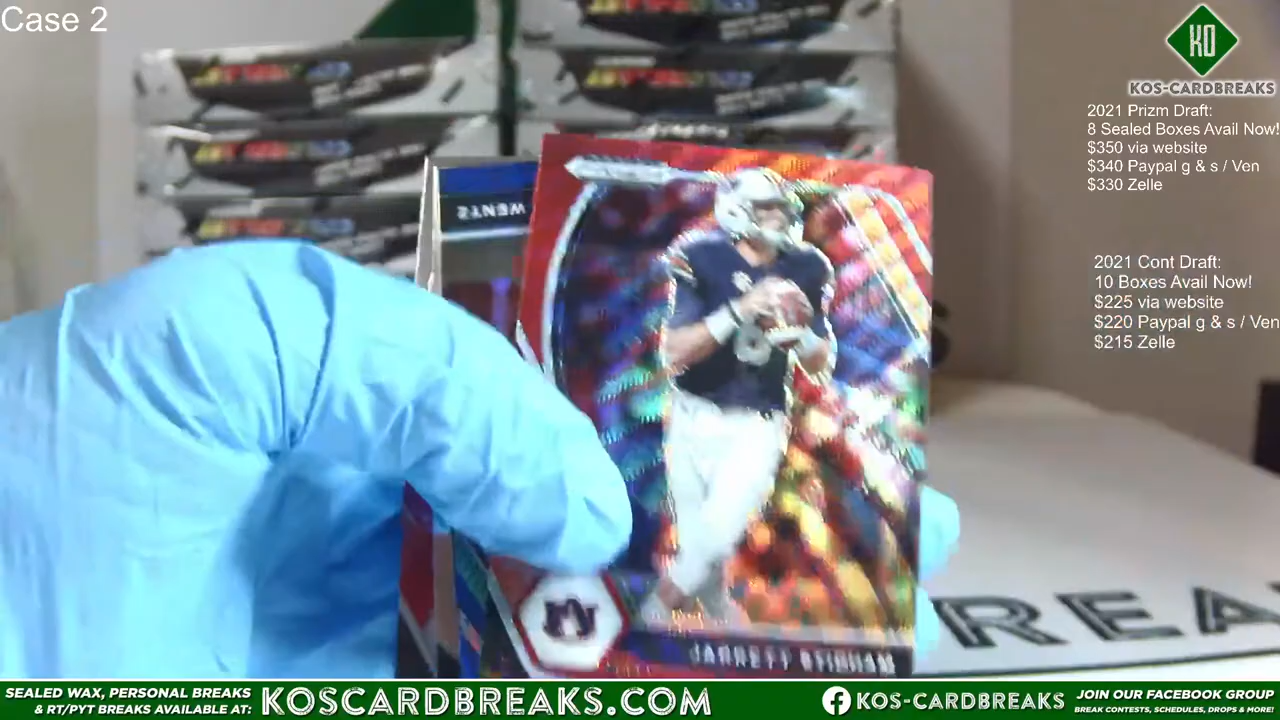 Case 2
KO
KOS-CARDBREAKS
2021 Prizm Draft:
8 Sealed Boxes Avail Now!
$350 via website
$340 Paypal g & s / Ven
$330 Zelle
2021 Cont Draft:
10 Boxes Avail Now!
$225 via website
$220 Paypal g & s / Ven
$215 Zelle
WENTZ
JARRETT STIDHAM
REA
SEALED WAX, PERSONAL BREAKS
& RT/PYT BREAKS AVAILABLE AT:
KOSCARDBREAKS.COM
KOS-CARDBREAKS
JOIN OUR FACEBOOK GROUP
BREAK CONTESTS, SCHEDULES, DROPS & MORE!